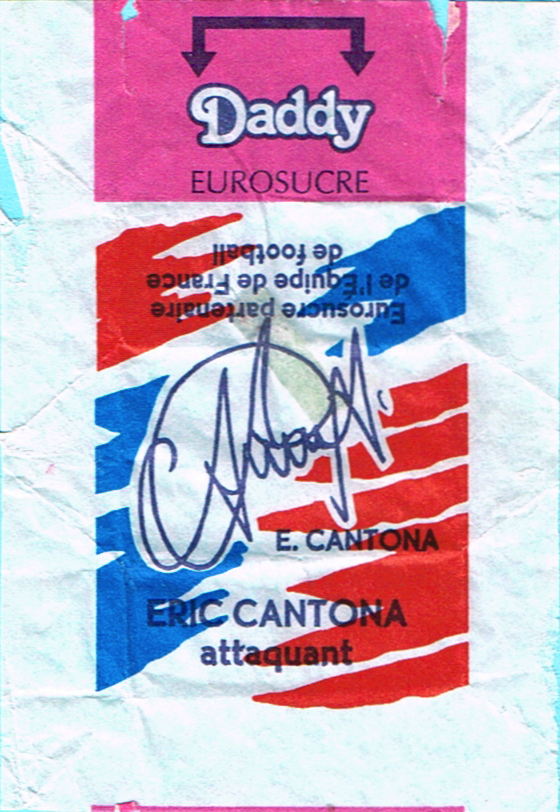 Daddy
EUROSUCRE
Eurosucre partenaire
de l'Équipe de France
de football
E. CANTONA
ERIC CANTONA
attaquant